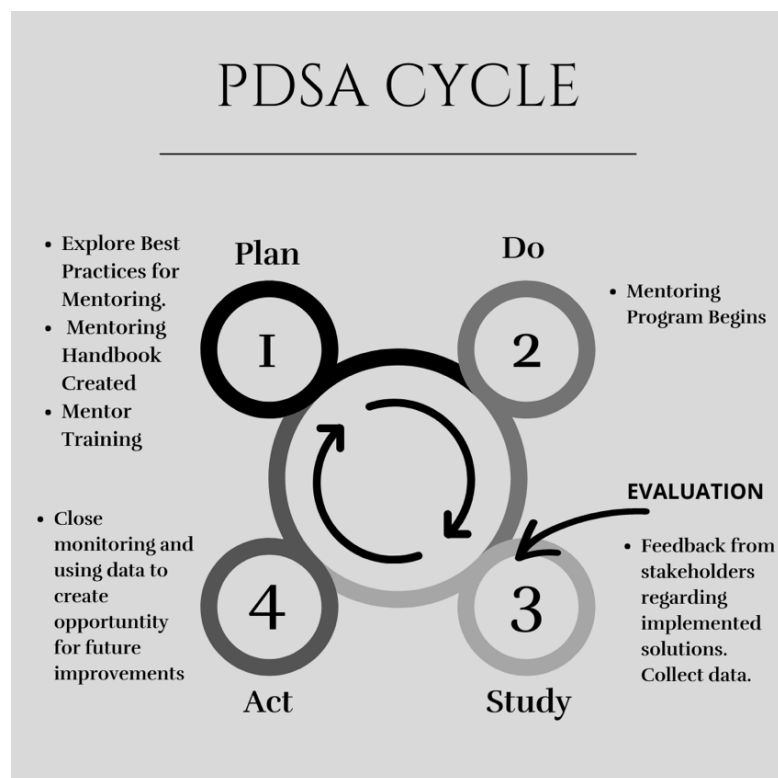 PDSA CYCLE
• Explore Best
Practices for
Mentoring.
• Mentoring
Handbook
Created
• Mentor
Training
Plan
1
Do
2
• Mentoring
Program Begins
EVALUATION
• Feedback from
stakeholders
regarding
implemented
solutions.
Collect data.
3
Study
• Close
monitoring and
using data to
create
opportuntity
for future
improvements
4
Act